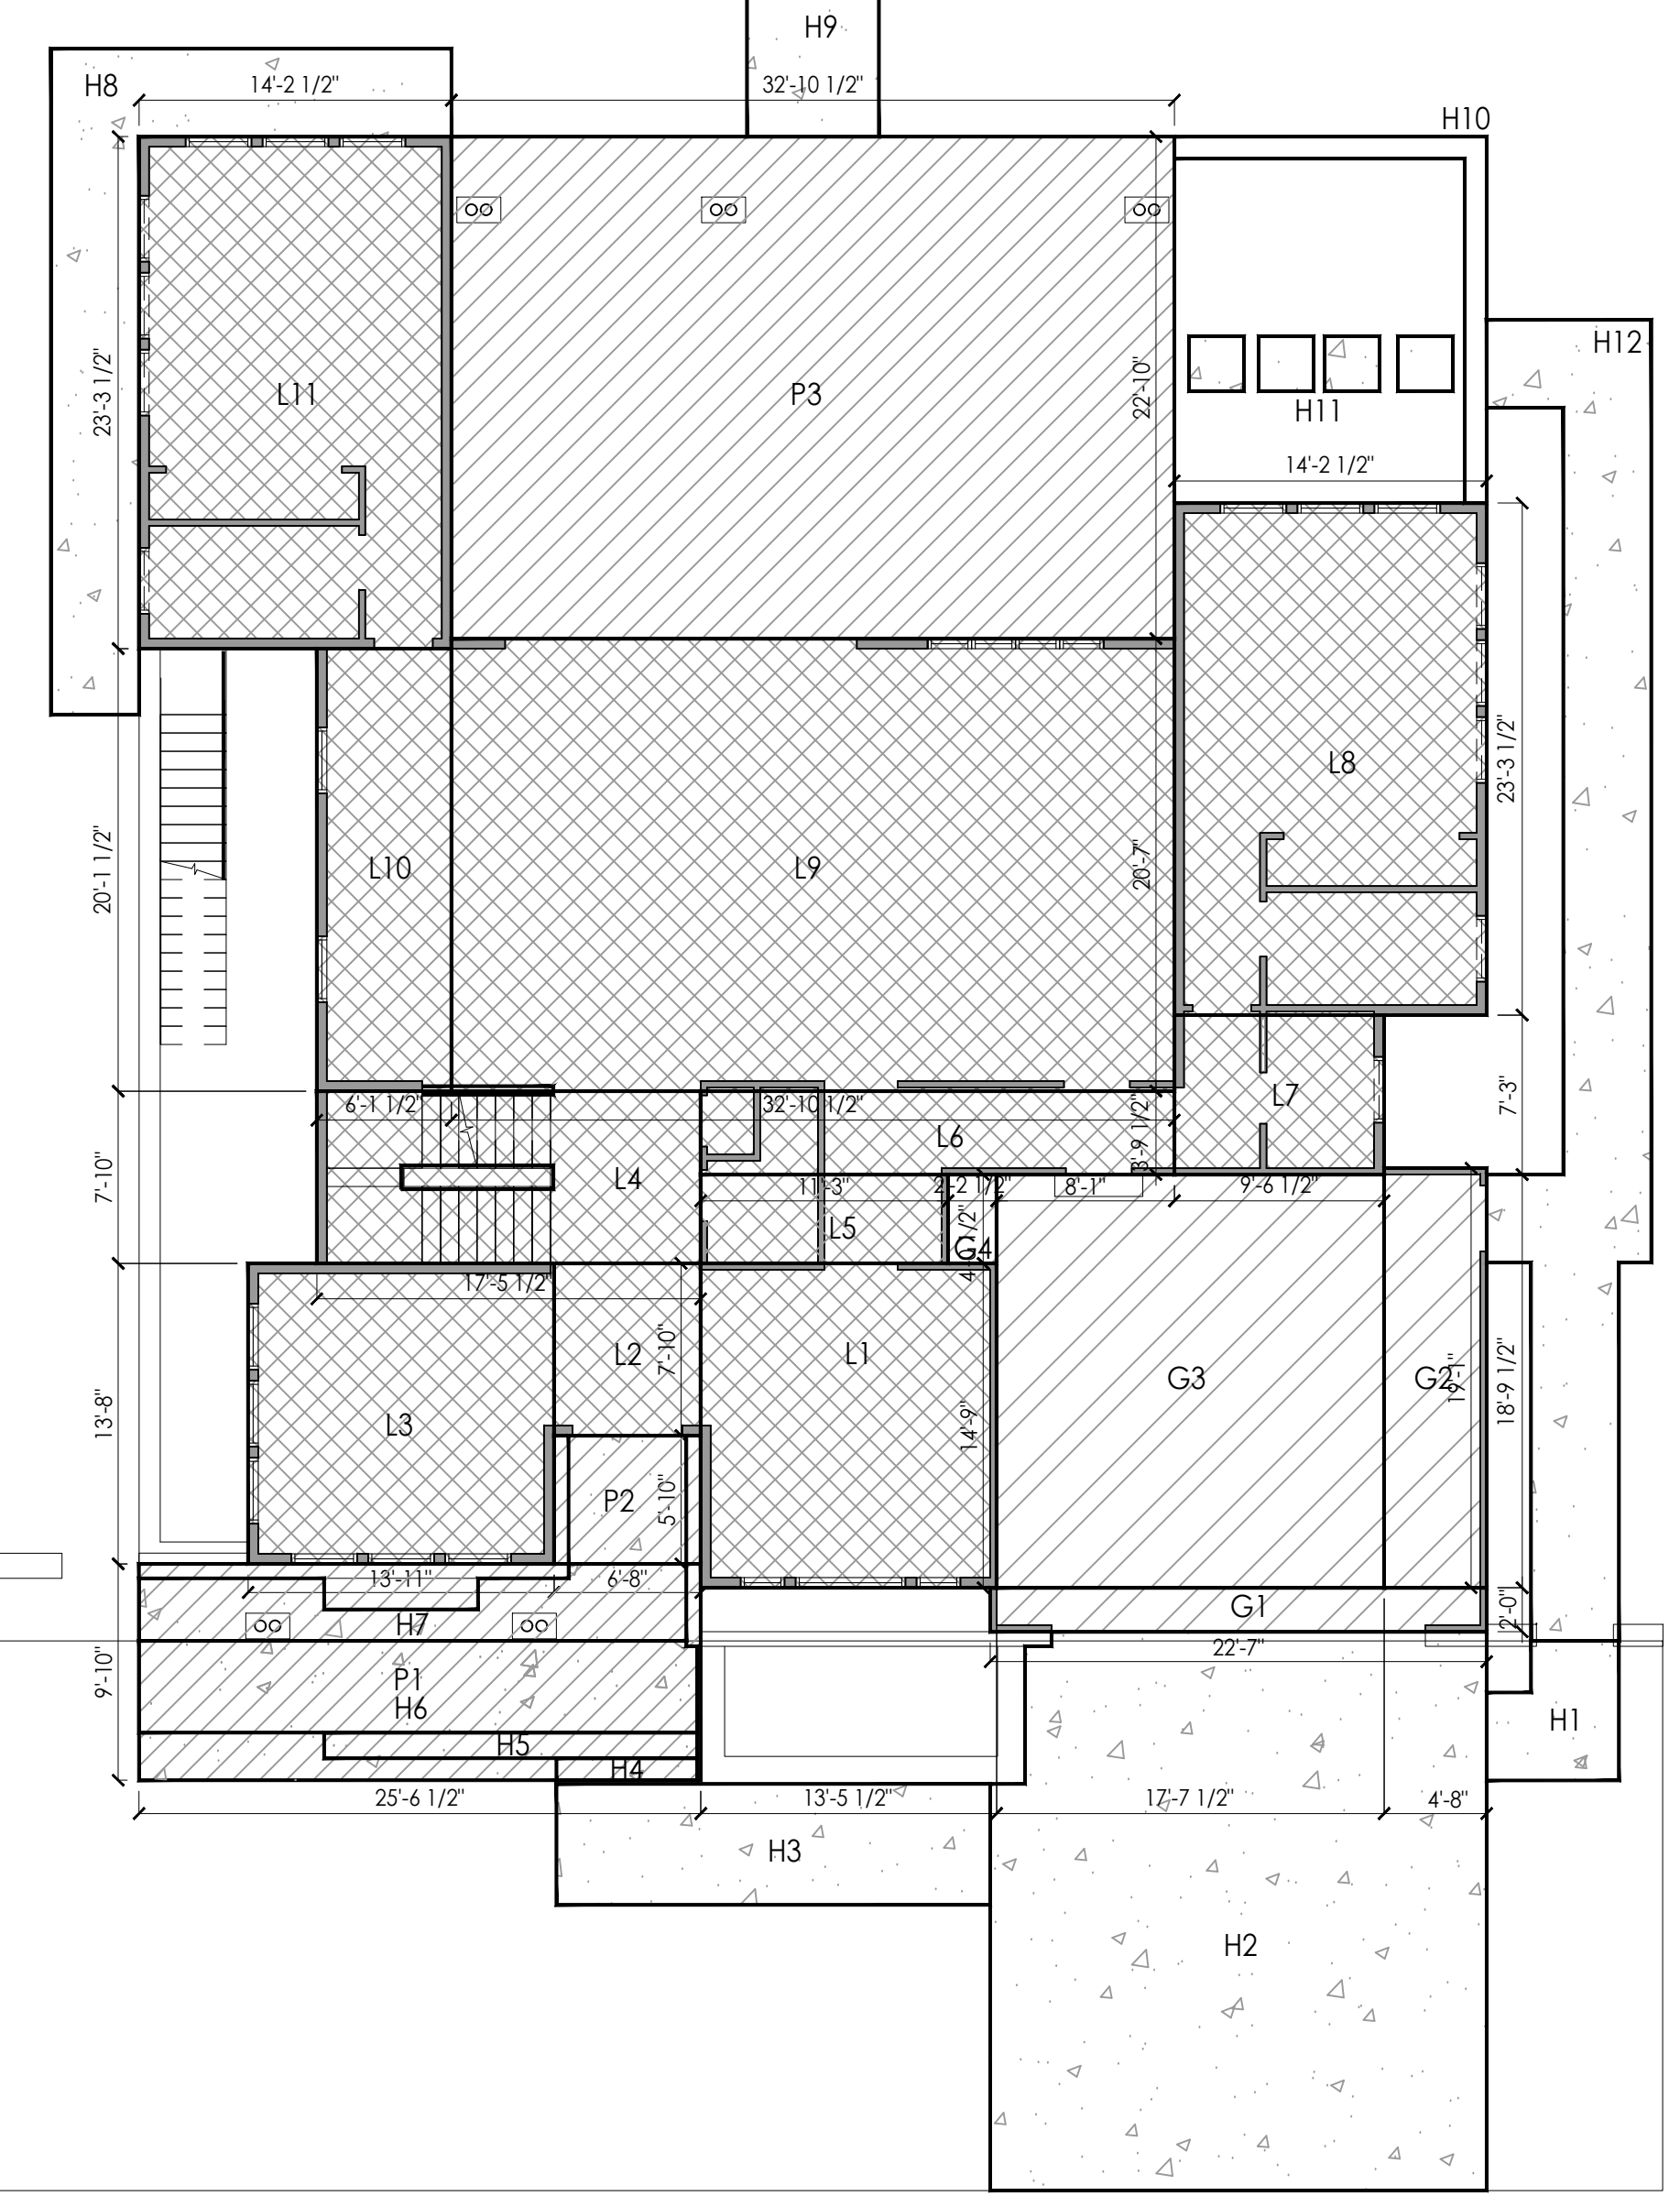 H9
H8
14'-2 1/2"
32'-10 1/2"
H10
H12
23'-3 1/2"
L11
P3
22'-10"
H11
14'-2 1/2"
L8
23'-3 1/2"
20'-1 1/2"
L10
L9
20'-7"
6'-1 1/2"
32'-10 1/2"
L7
7'-3"
3'-9 1/2"
L6
7'-10"
L4
11'-3"
2'-2 1/2"
8'-1"
9'-6 1/2"
L5
G4
17'-5 1/2"
L2
7'-10"
L1
G3
G2
19'-1"
18'-9 1/2"
13'-8"
L3
14'-9"
P2
5'-10"
13'-11"
6'-8"
G1
2'-0"
H7
22'-7"
9'-10"
P1
H6
H1
H5
H4
25'-6 1/2"
13'-5 1/2"
17'-7 1/2"
4'-8"
H3
H2